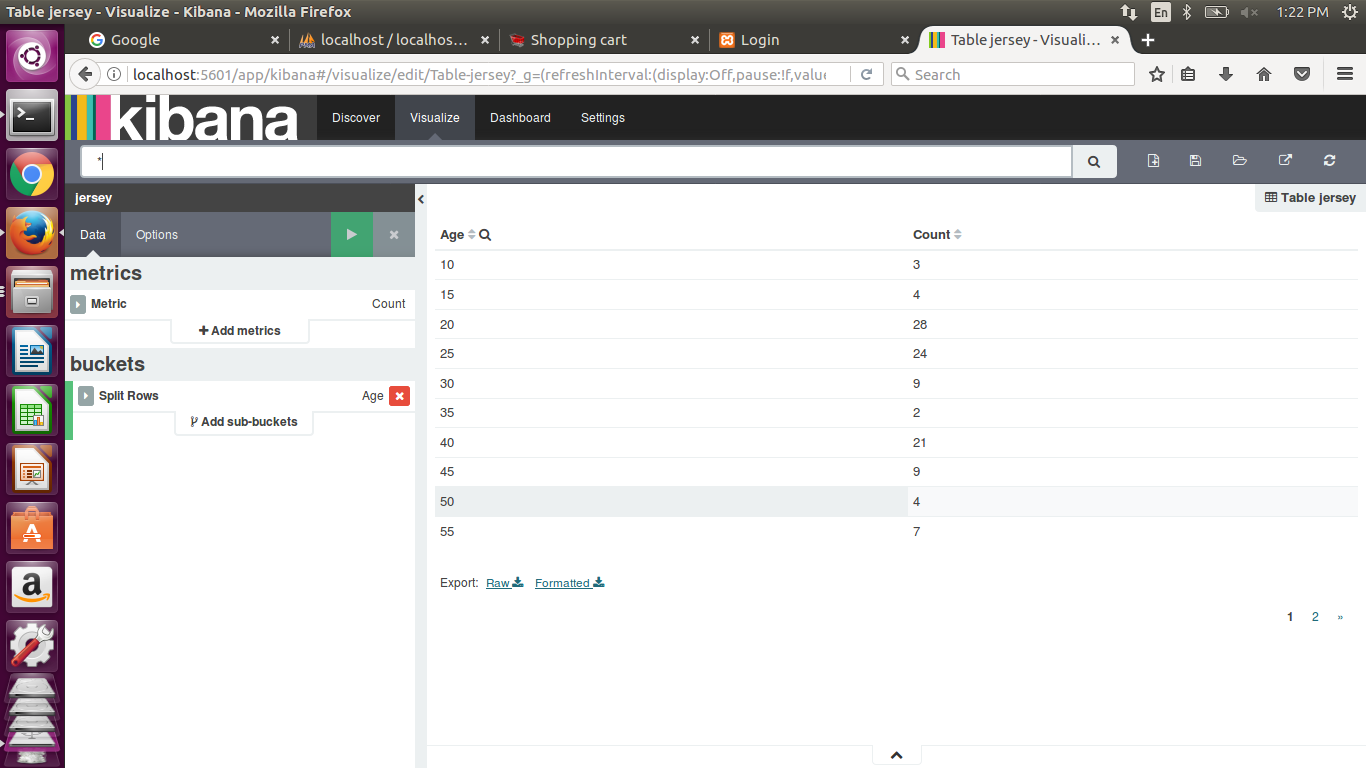 Table jersey - Visualize - Kibana - Mozilla Firefox En 1:22 PM
Google localhost / localhos... Shopping cart Login Table jersey - Visuali...
localhost:5601/app/kibana#/visualize/edit/Table-jersey?_g=(refreshInterval:(display:Off,pause:!f,value Search
kibana Discover Visualize Dashboard Settings
*
jersey Table jersey
Data Options
Age Count
metrics
10 3
Metric Count
15 4
Add metrics
20 28
buckets
25 24
30 9
Split Rows Age
35 2
Add sub-buckets
40 21
45 9
50 4
55 7
Export: Raw Formatted
1 2 »